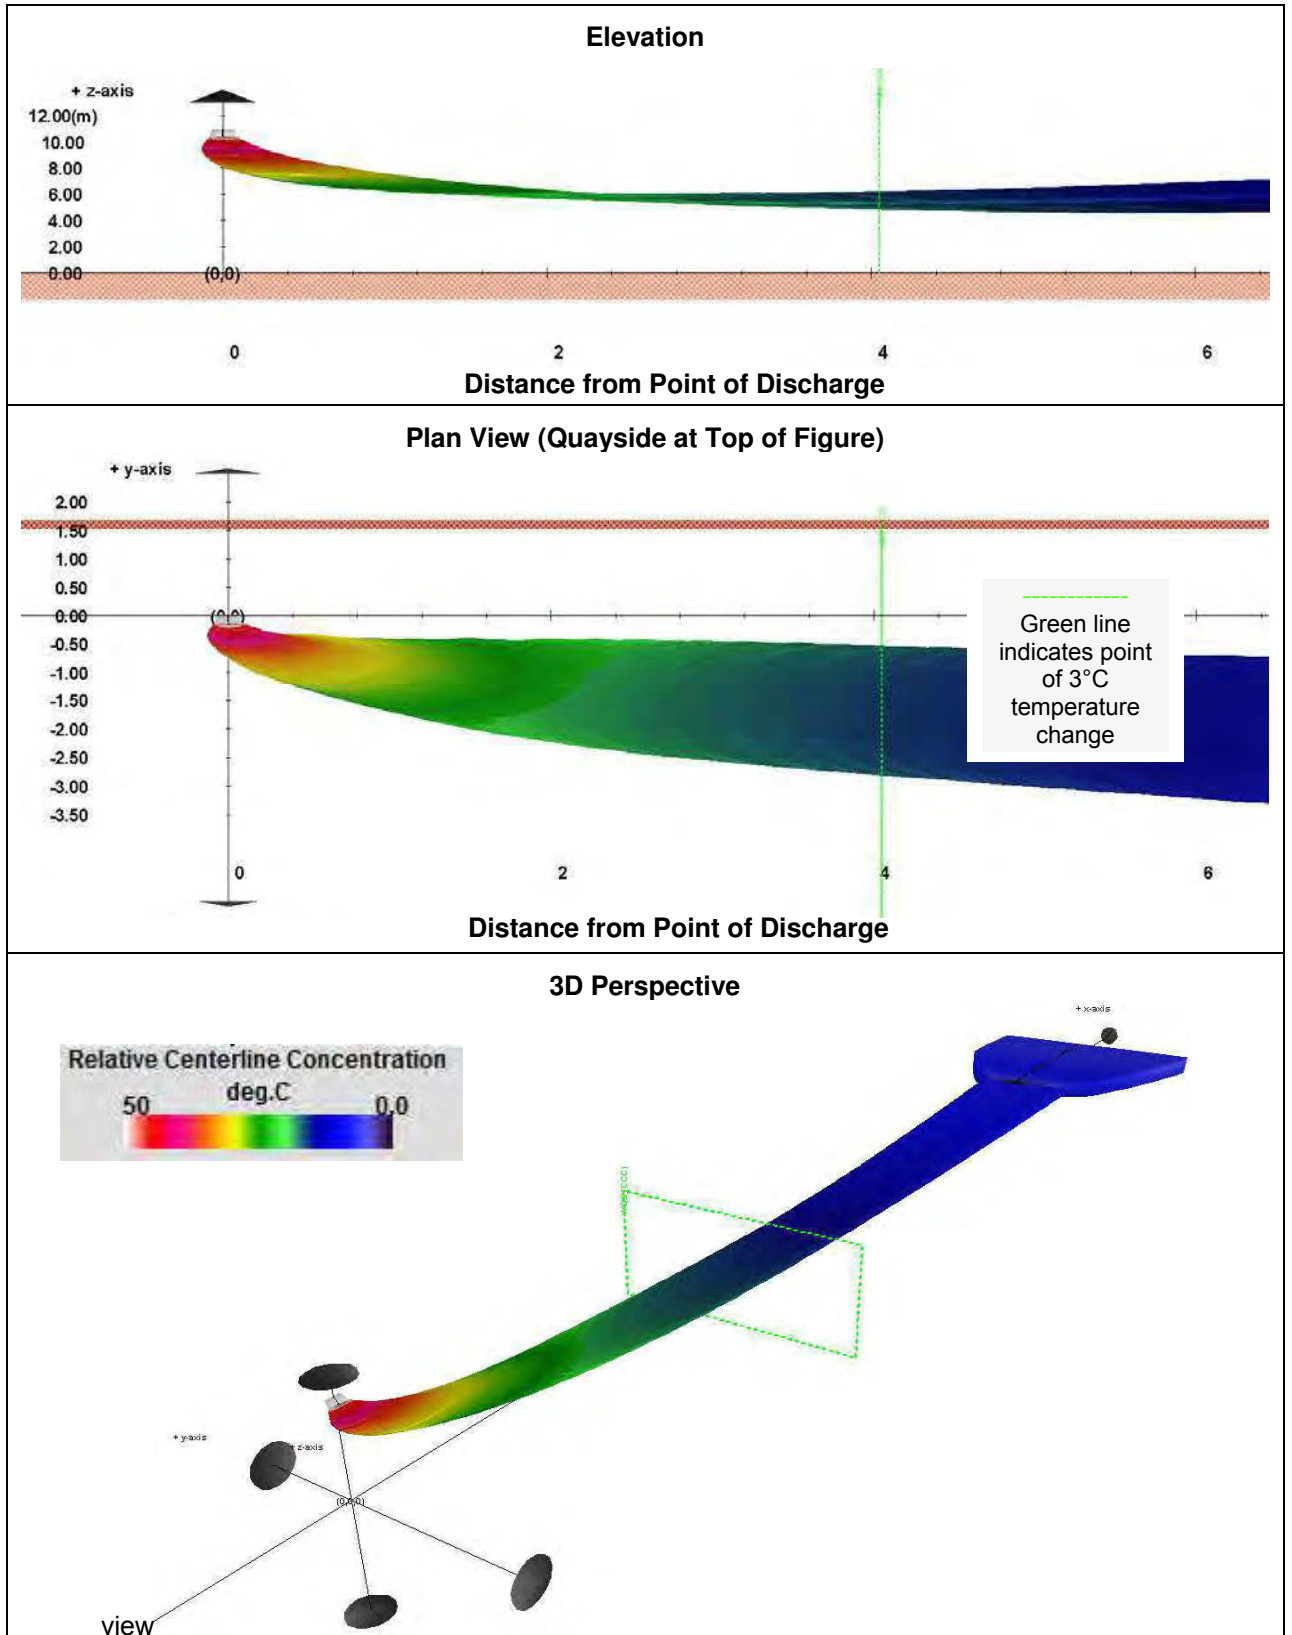 Elevation
+ z-axis
12.00(m)
10.00
8.00
6.00
4.00
2.00
0.00
(0,0)
0 2 4 6
Distance from Point of Discharge
Plan View (Quayside at Top of Figure)
+ y-axis
2.00
1.50
1.00
0.50
0.00
(0,0)
-0.50
-1.00
-1.50
-2.00
-2.50
-3.00
-3.50
Green line
indicates point
of 3°C
temperature
change
0 2 4 6
Distance from Point of Discharge
3D Perspective
+ x-axis
Relative Centerline Concentration
deg.C
50 0.0
+ y-axis
+ z-axis
(0,0,0)
view